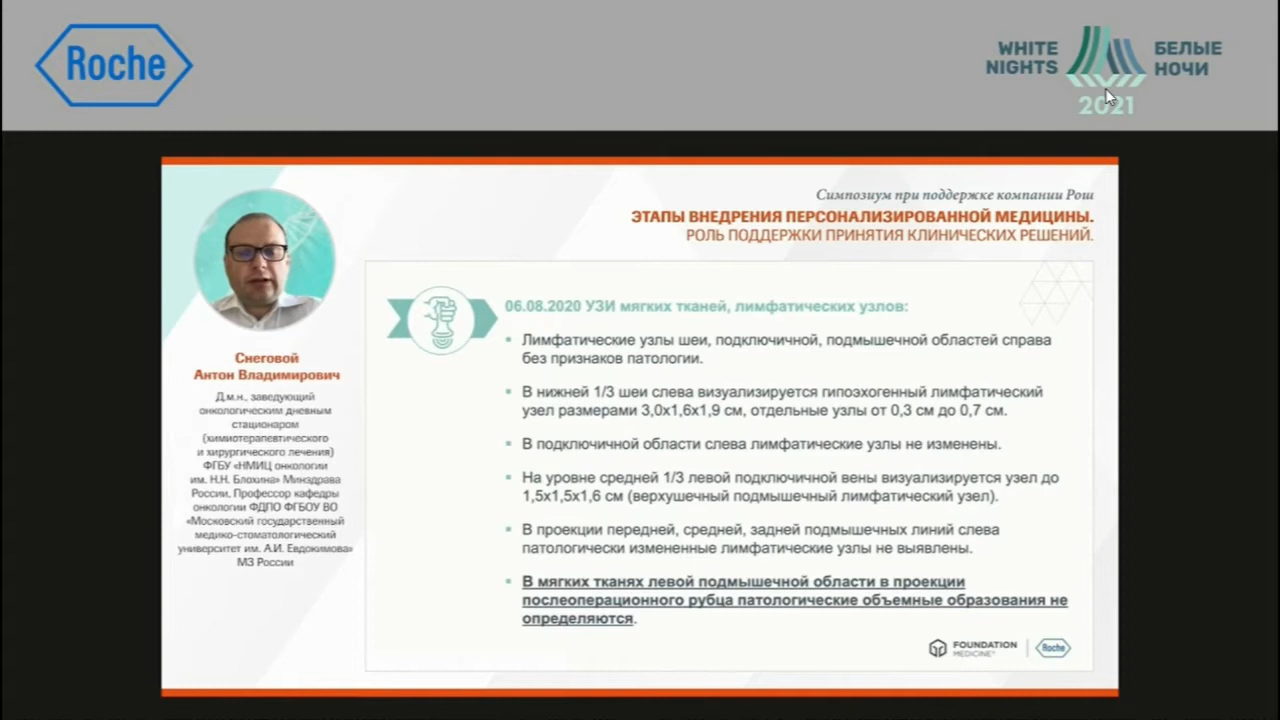 Roche
WHITE
NIGHTS
БЕЛЫЕ
НОЧИ
2021
Симпозиум при поддержке компании Рош
ЭТАПЫ ВНЕДРЕНИЯ ПЕРСОНАЛИЗИРОВАННОЙ МЕДИЦИНЫ.
РОЛЬ ПОДДЕРЖКИ ПРИНЯТИЯ КЛИНИЧЕСКИХ РЕШЕНИЙ.
Снеговой
Антон Владимирович
Д.м.н., заведующий
онкологическим дневным
стационаром
(химиотерапевтического
и хирургического лечения)
ФГБУ «НМИЦ онкологии
им. Н.Н. Блохина» Минздрава
России, Профессор кафедры
онкологии ФДПО ФГБОУ ВО
«Московский государственный
медико-стоматологический
университет им. А.И. Евдокимова»
МЗ России
06.08.2020 УЗИ мягких тканей, лимфатических узлов:
▪ Лимфатические узлы шеи, подключичной, подмышечной областей справа
без признаков патологии.
▪ В нижней 1/3 шеи слева визуализируется гипоэхогенный лимфатический
узел размерами 3,0х1,6х1,9 см, отдельные узлы от 0,3 см до 0,7 см.
▪ В подключичной области слева лимфатические узлы не изменены.
▪ На уровне средней 1/3 левой подключичной вены визуализируется узел до
1,5х1,5х1,6 см (верхушечный подмышечный лимфатический узел).
▪ В проекции передней, средней, задней подмышечных линий слева
патологически измененные лимфатические узлы не выявлены.
▪ В мягких тканях левой подмышечной области в проекции
послеоперационного рубца патологические объемные образования не
определяются.
FOUNDATION
MEDICINE®
Roche